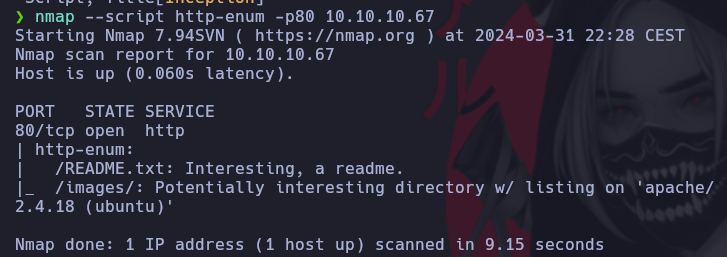 ❯ nmap --script http-enum -p80 10.10.10.67
Starting Nmap 7.94SVN ( https://nmap.org ) at 2024-03-31 22:28 CEST
Nmap scan report for 10.10.10.67
Host is up (0.060s latency).
PORT   STATE SERVICE
80/tcp open  http
| http-enum:
|   /README.txt: Interesting, a readme.
|_  /images/: Potentially interesting directory w/ listing on 'apache/
2.4.18 (ubuntu)'
Nmap done: 1 IP address (1 host up) scanned in 9.15 seconds